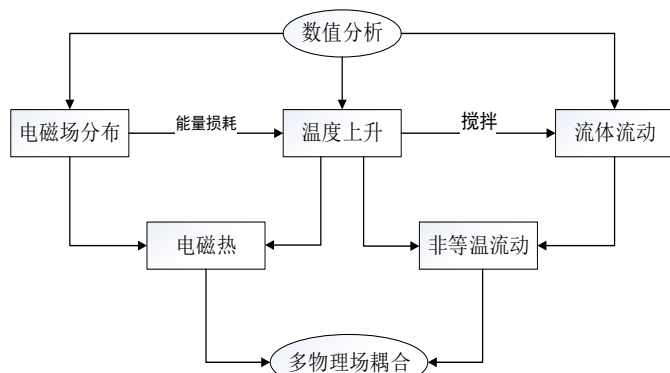 数值分析
电磁场分布
能量损耗
温度上升
搅拌
流体流动
电磁热
非等温流动
多物理场耦合